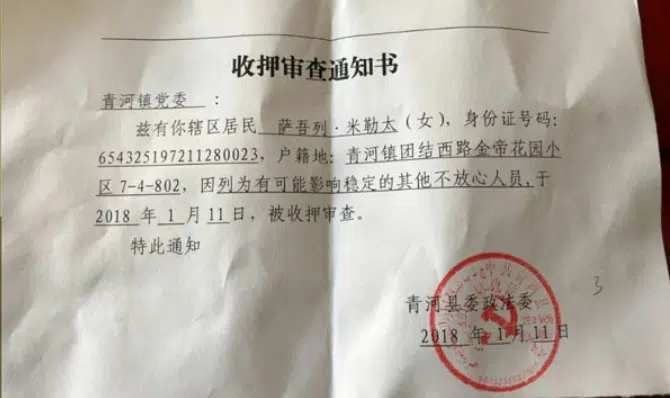 收押审查通知书
青河镇党委 ：
兹有你辖区居民 萨吾列·米勒太（女），身份证号码：
654325197211280023，户籍地：青河镇团结西路金帝花园小
区 7-4-802，因列为有可能影响稳定的其他不放心人员，于
2018 年 1 月 11 日，被收押审查。
特此通知
青河县委政法委
2018 年 1 月 11 日
3